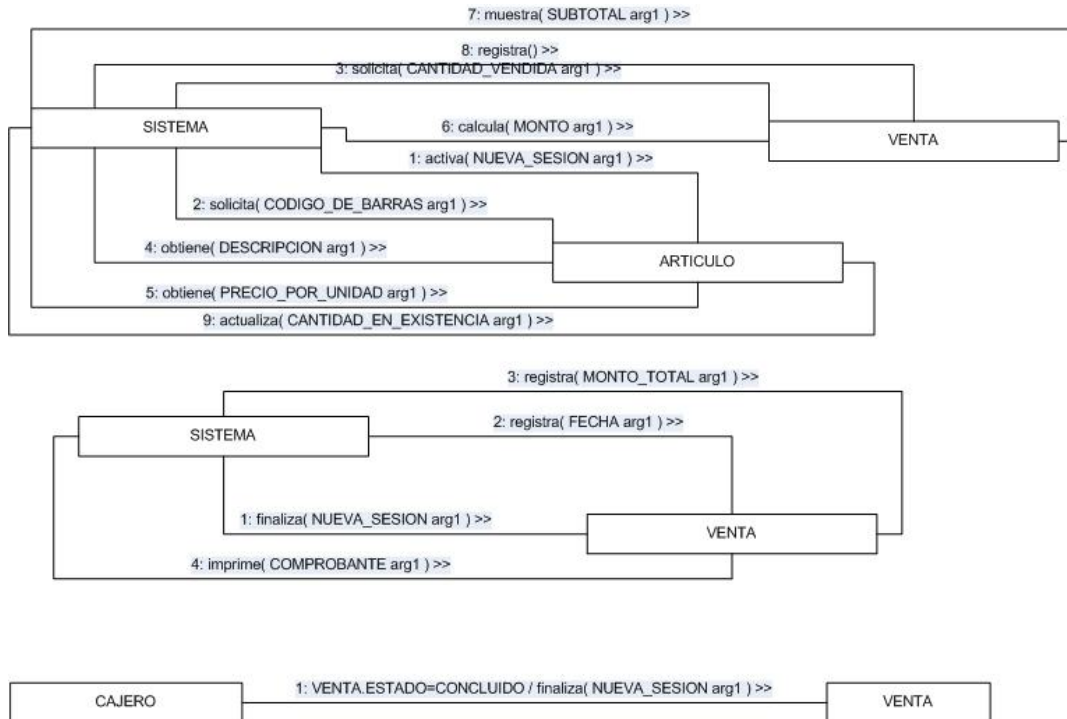 7: muestra( SUBTOTAL arg1 ) >>
8: registra() >>
3: solicita( CANTIDAD_VENDIDA arg1 ) >>
SISTEMA
6: calcula( MONTO arg1 ) >>
VENTA
1: activa( NUEVA_SESION arg1 ) >>
2: solicita( CODIGO_DE_BARRAS arg1 ) >>
4: obtiene( DESCRIPCION arg1 ) >>
ARTICULO
5: obtiene( PRECIO_POR_UNIDAD arg1 ) >>
9: actualiza( CANTIDAD_EN_EXISTENCIA arg1 ) >>
3: registra( MONTO_TOTAL arg1 ) >>
2: registra( FECHA arg1 ) >>
SISTEMA
1: finaliza( NUEVA_SESION arg1 ) >>
VENTA
4: imprime( COMPROBANTE arg1 ) >>
1: VENTA.ESTADO=CONCLUIDO / finaliza( NUEVA_SESION arg1 ) >>
CAJERO
VENTA